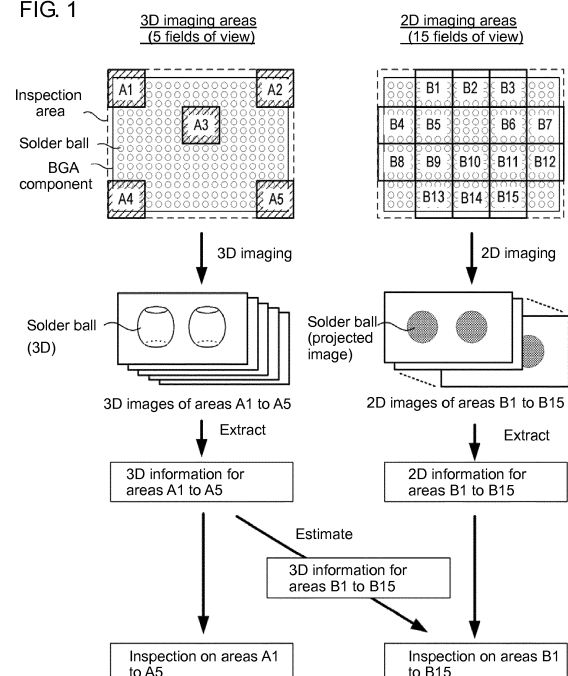 FIG. 1
3D imaging areas
(5 fields of view)
2D imaging areas
(15 fields of view)
Inspection
area
Solder ball
BGA
component
A1
A2
A3
A4
A5
B1
B2
B3
B4
B5
B6
B7
B8
B9
B10
B11
B12
B13
B14
B15
3D imaging
2D imaging
Solder ball
(3D)
Solder ball
(projected
image)
3D images of areas A1 to A5
2D images of areas B1 to B15
Extract
Extract
3D information for
areas A1 to A5
2D information for
areas B1 to B15
Estimate
3D information for
areas B1 to B15
Inspection on areas A1
to A5
Inspection on areas B1
to B15